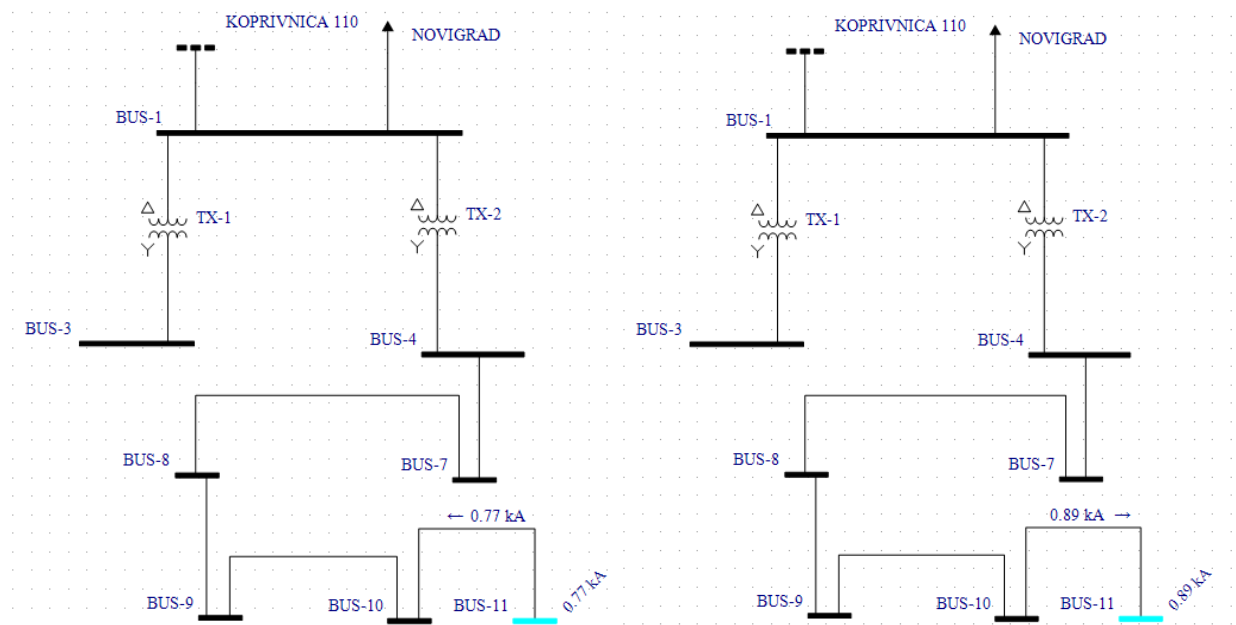 KOPRIVNICA 110
NOVIGRAD
BUS-1
TX-1
TX-2
BUS-3
BUS-4
BUS-8
BUS-7
← 0.77 kA
BUS-9
BUS-10
BUS-11
0.77 kA
KOPRIVNICA 110
NOVIGRAD
BUS-1
TX-1
TX-2
BUS-3
BUS-4
BUS-8
BUS-7
0.89 kA →
BUS-9
BUS-10
BUS-11
0.89 kA